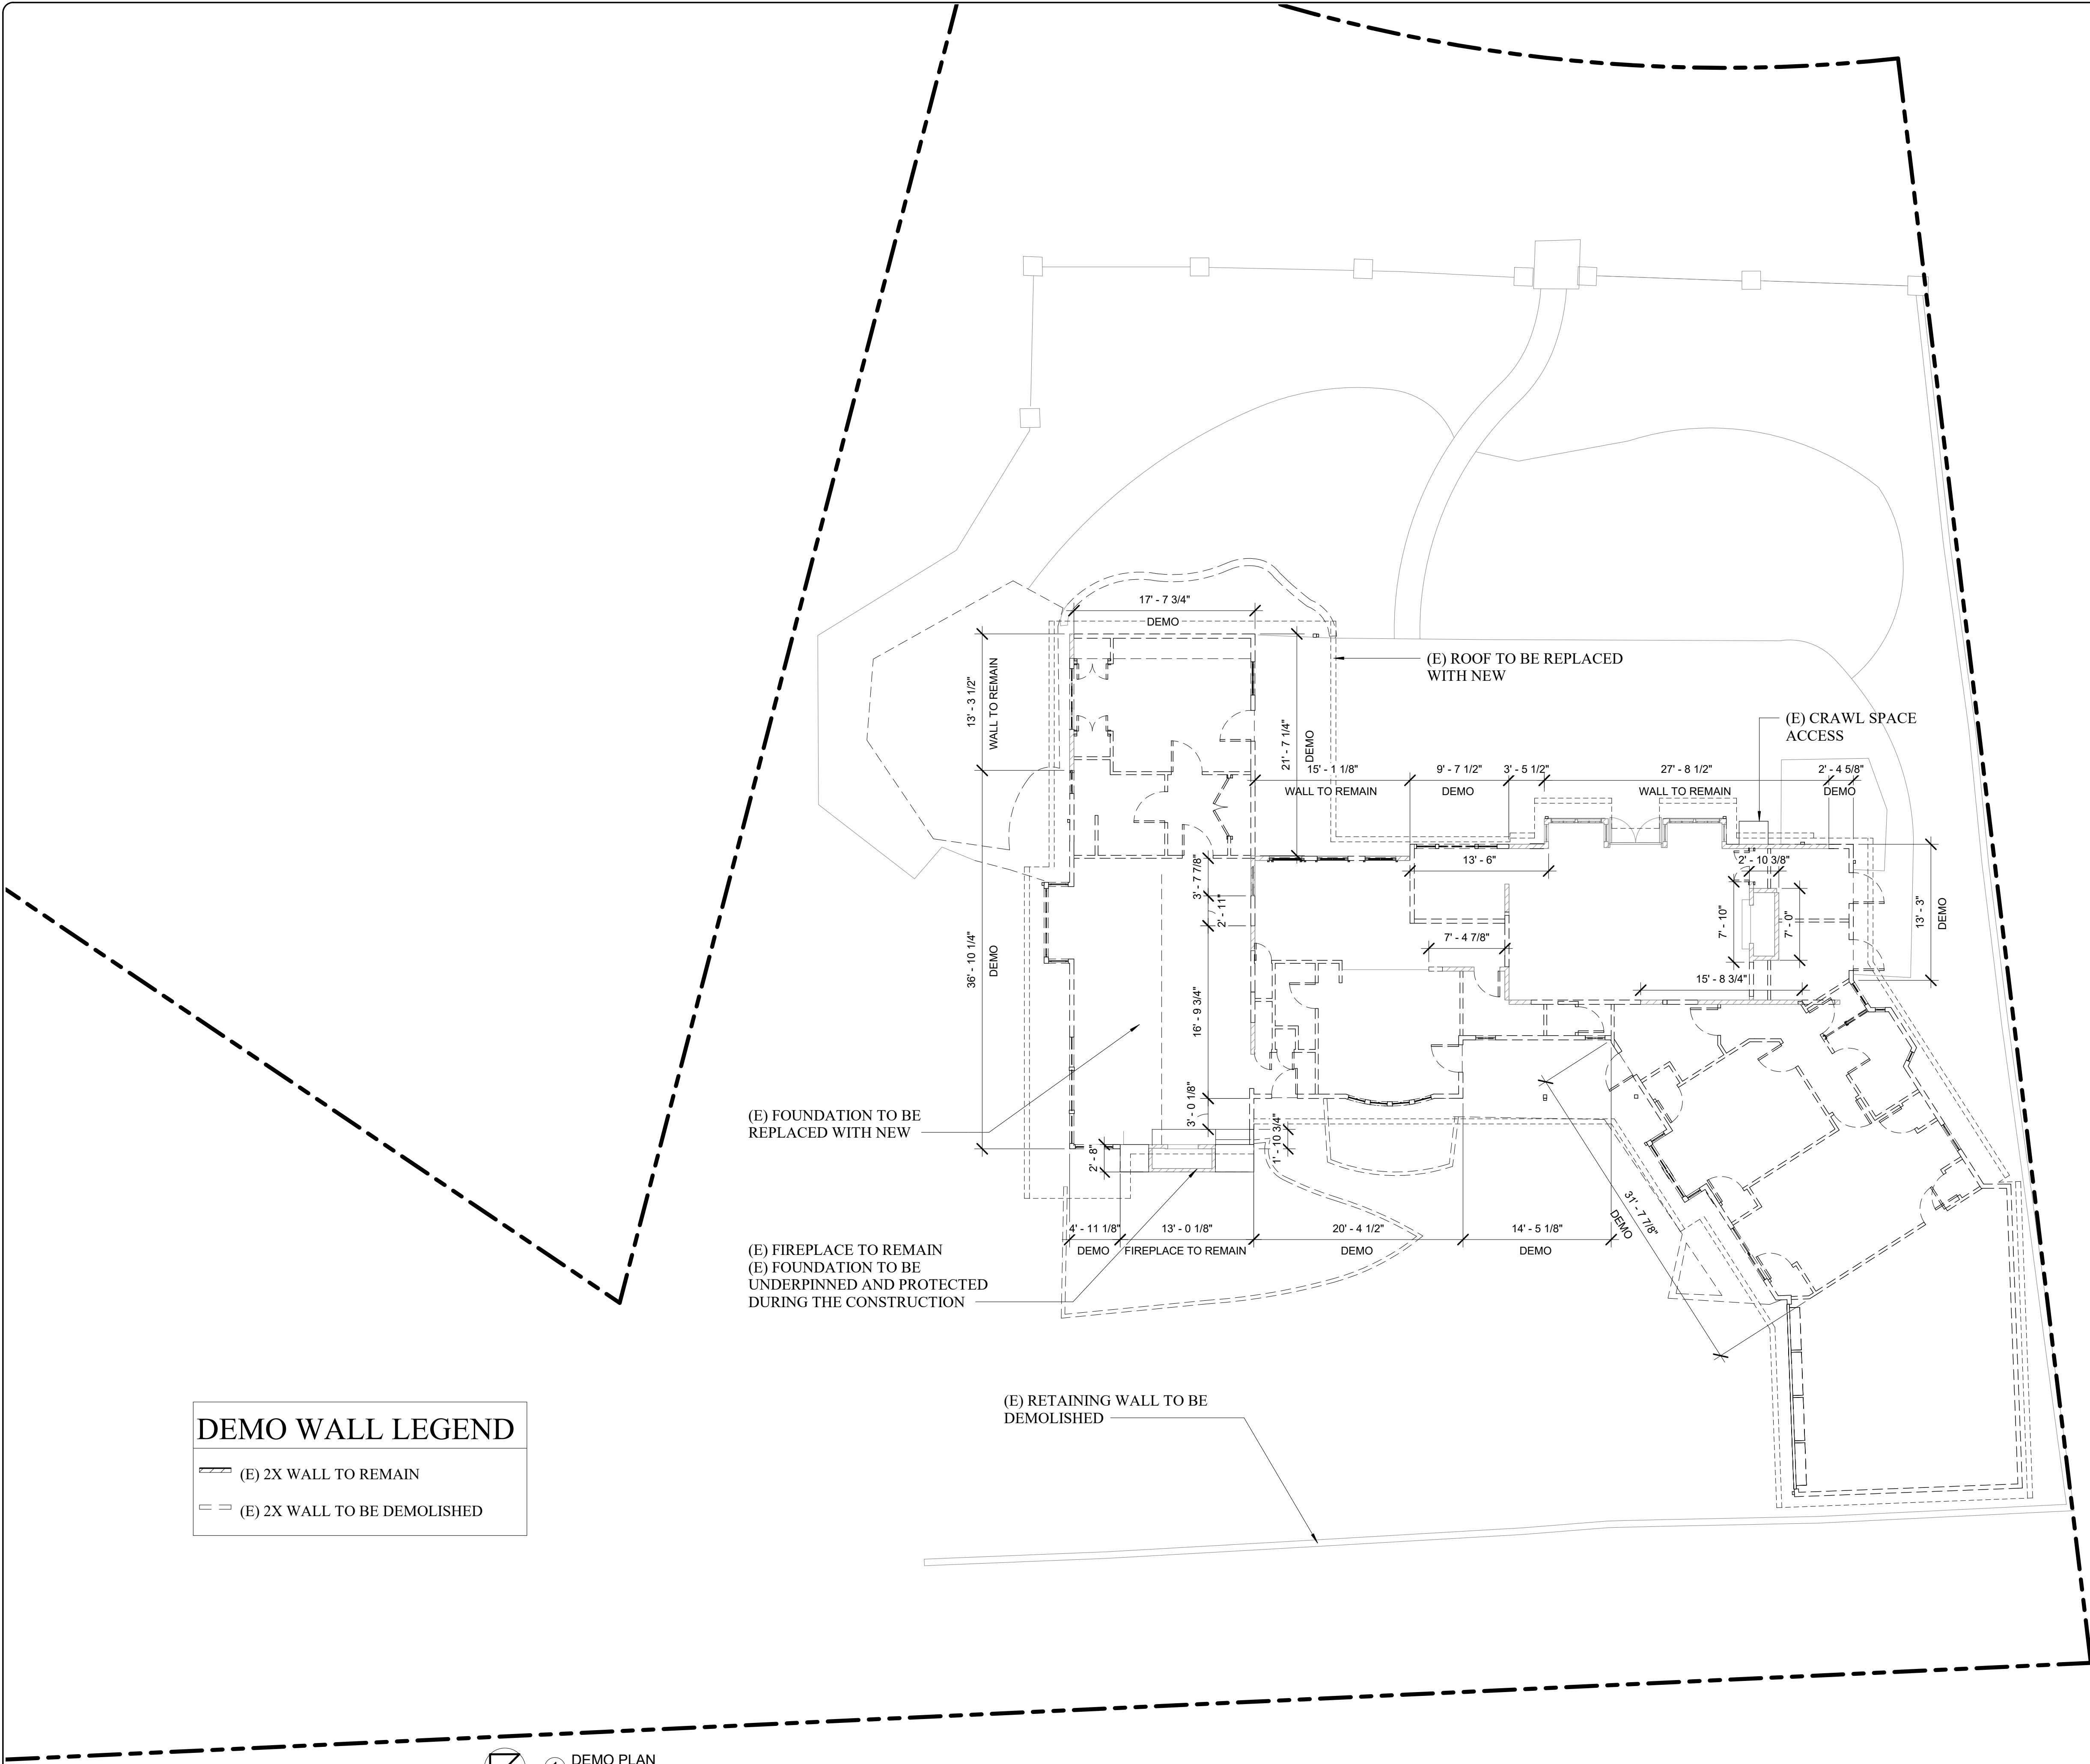 17' - 7 3/4"
DEMO
13' - 3 1/2"
WALL TO REMAIN
(E) ROOF TO BE REPLACED
WITH NEW
21' - 7 1/4"
DEMO
(E) CRAWL SPACE
ACCESS
15' - 1 1/8"
WALL TO REMAIN
9' - 7 1/2"
DEMO
3' - 5 1/2"
27' - 8 1/2"
WALL TO REMAIN
2' - 4 5/8"
DEMO
13' - 6"
2' - 10 3/8"
3' - 7 7/8"
2' - 11"
7' - 10"
7' - 0"
13' - 3"
DEMO
36' - 10 1/4"
DEMO
7' - 4 7/8"
15' - 8 3/4"
16' - 9 3/4"
3' - 0 1/8"
1' - 10 3/4"
2' - 8"
(E) FOUNDATION TO BE
REPLACED WITH NEW
31' - 7 7/8"
DEMO
4' - 11 1/8"
DEMO
13' - 0 1/8"
FIREPLACE TO REMAIN
20' - 4 1/2"
DEMO
14' - 5 1/8"
DEMO
(E) FIREPLACE TO REMAIN
(E) FOUNDATION TO BE
UNDERPINNED AND PROTECTED
DURING THE CONSTRUCTION
(E) RETAINING WALL TO BE
DEMOLISHED
DEMO WALL LEGEND
(E) 2X WALL TO REMAIN
(E) 2X WALL TO BE DEMOLISHED
DEMO PLAN